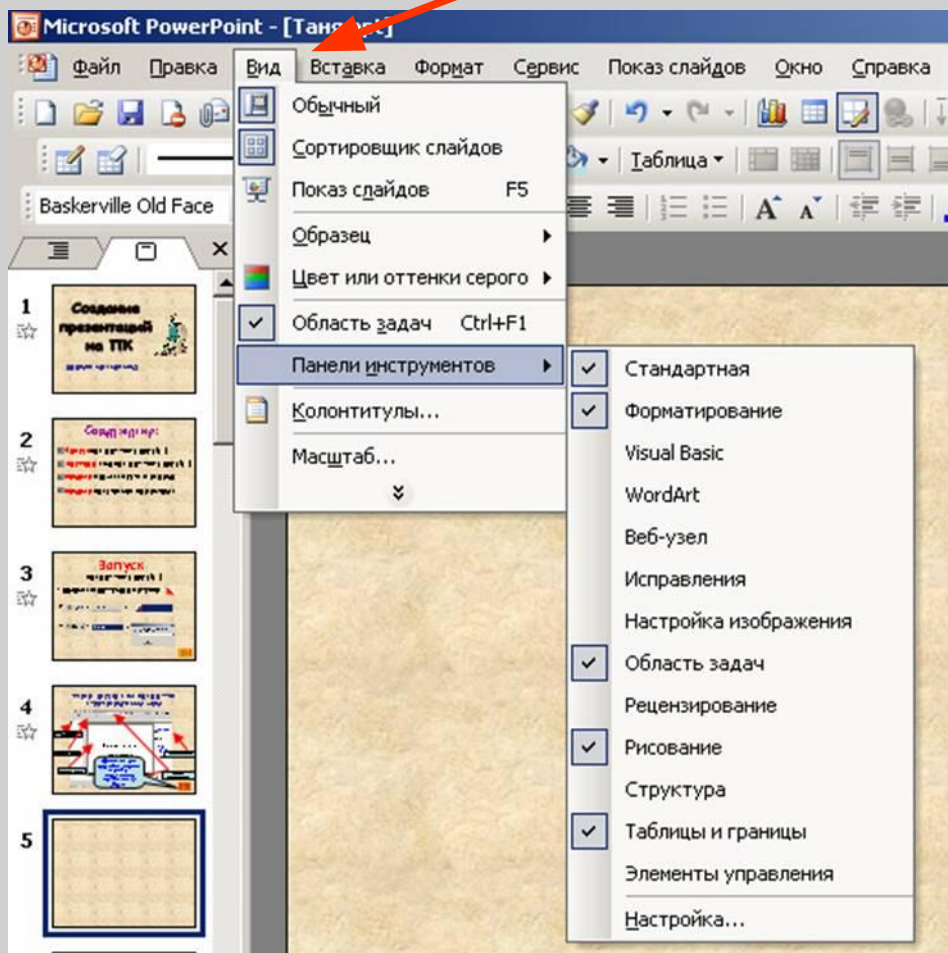 Microsoft PowerPoint - [Таня.ppt]
Файл Правка Вид Вставка Формат Сервис Показ слайдов Окно Справка
Обычный
Сортировщик слайдов
Показ слайдов F5
Образец
Цвет или оттенки серого
Область задач Ctrl+F1
Панели инструментов
Колонтитулы...
Масштаб...
Таблица
Baskerville Old Face
Стандартная
Форматирование
Visual Basic
WordArt
Веб-узел
Исправления
Настройка изображения
Область задач
Рецензирование
Рисование
Структура
Таблицы и границы
Элементы управления
Настройка...
1
Создание
презентаций
на ППК
2
Содержание:
3
Запуск
4
5